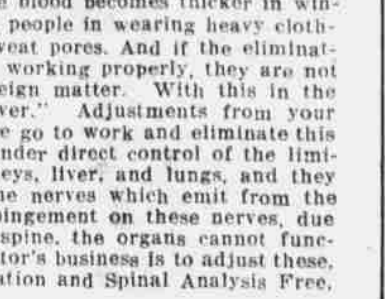 e blood becomes thicker in win-
people in wearing heavy cloth-
weat pores. And if the eliminat-
working properly, they are not
eign matter. With this in the
ver." Adjustments from your
e go to work and eliminate this
nder direct control of the limi-
eys, liver, and lungs, and they
he nerves which emit from the
pingement on these nerves, due
spine, the organs cannot func-
tor's business is to adjust these,
ation and Spinal Analysis Free,